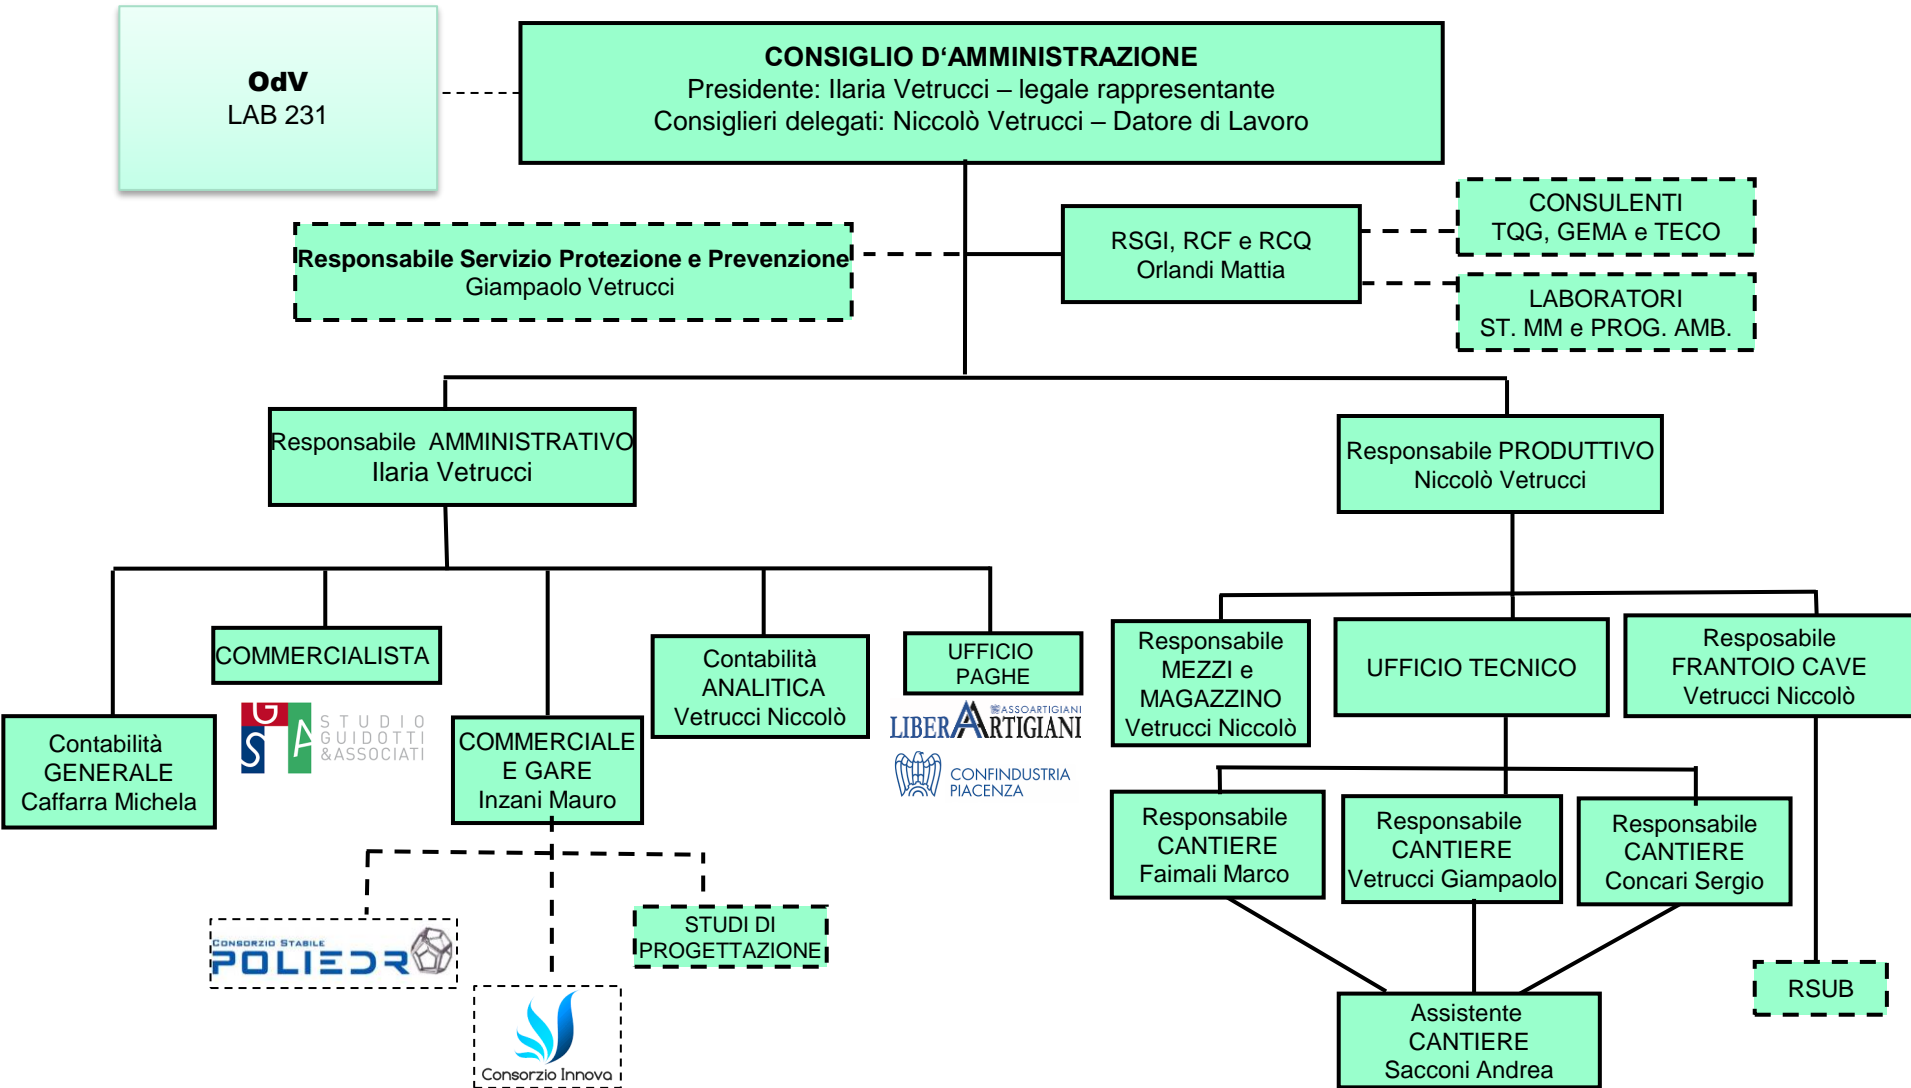 OdV
LAB 231
CONSIGLIO D‘AMMINISTRAZIONE
Presidente: Ilaria Vetrucci – legale rappresentante
Consiglieri delegati: Niccolò Vetrucci – Datore di Lavoro
Responsabile Servizio Protezione e Prevenzione
Giampaolo Vetrucci
RSGI, RCF e RCQ
Orlandi Mattia
CONSULENTI
TQG, GEMA e TECO
LABORATORI
ST. MM e PROG. AMB.
Responsabile AMMINISTRATIVO
Ilaria Vetrucci
Responsabile PRODUTTIVO
Niccolò Vetrucci
Contabilità
GENERALE
Caffarra Michela
COMMERCIALISTA
SGA
STUDIO
GUIDOTTI
&ASSOCIATI
COMMERCIALE
E GARE
Inzani Mauro
Contabilità
ANALITICA
Vetrucci Niccolò
UFFICIO
PAGHE
ASSOARTIGIANI
LIBERARTIGIANI
CONFINDUSTRIA
PIACENZA
CONSORZIO STABILE
POLIEDRO
Consorzio Innova
STUDI DI
PROGETTAZIONE
Responsabile
MEZZI e
MAGAZZINO
Vetrucci Niccolò
UFFICIO TECNICO
Resposabile
FRANTOIO CAVE
Vetrucci Niccolò
Responsabile
CANTIERE
Faimali Marco
Responsabile
CANTIERE
Vetrucci Giampaolo
Responsabile
CANTIERE
Concari Sergio
Assistente
CANTIERE
Sacconi Andrea
RSUB